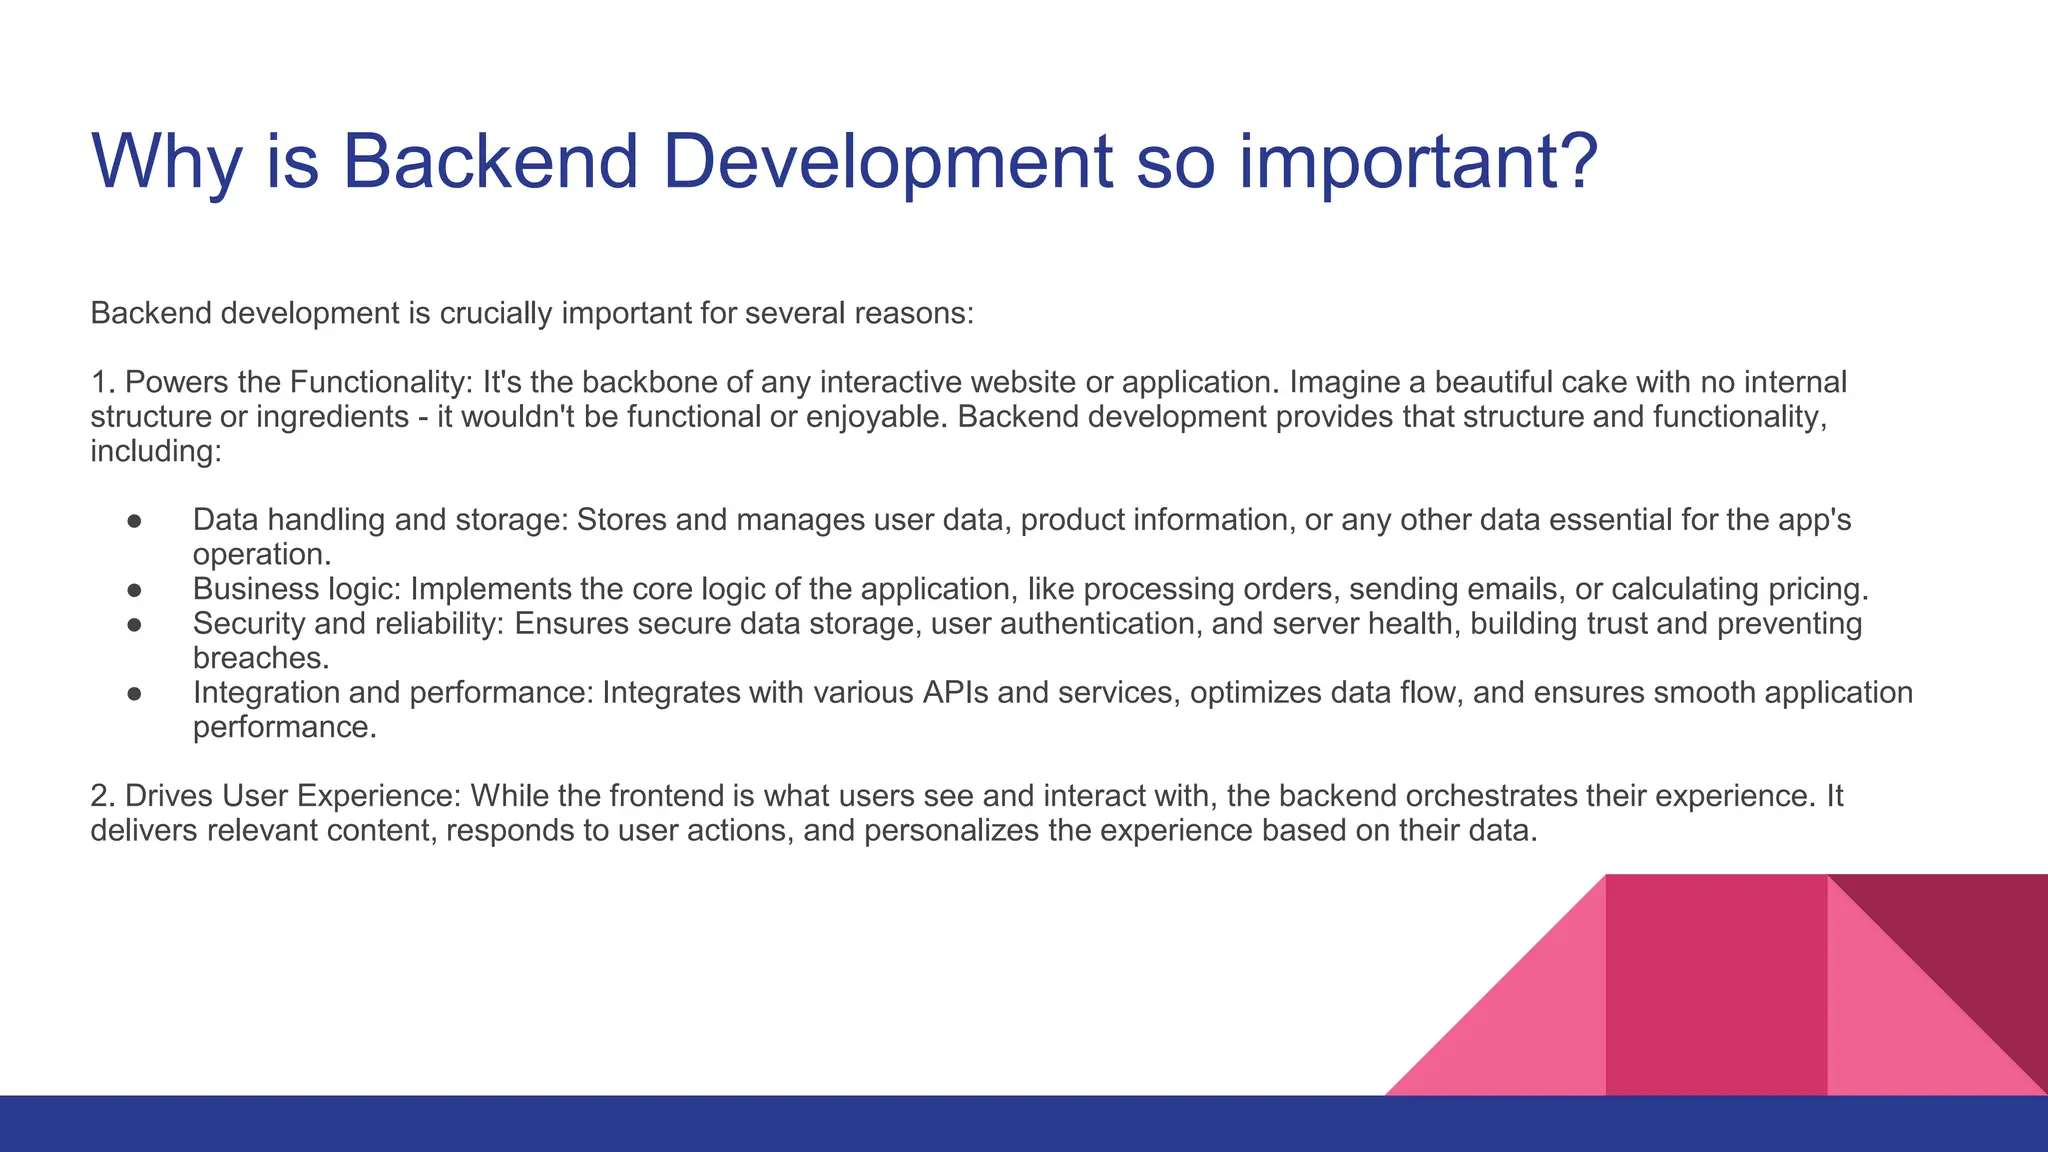 Why is Backend Development so important?
Backend development is crucially important for several reasons:
1. Powers the Functionality: It's the backbone of any interactive website or application. Imagine a beautiful cake with no internal
structure or ingredients - it wouldn't be functional or enjoyable. Backend development provides that structure and functionality,
including:
● Data handling and storage: Stores and manages user data, product information, or any other data essential for the app's
operation.
● Business logic: Implements the core logic of the application, like processing orders, sending emails, or calculating pricing.
● Security and reliability: Ensures secure data storage, user authentication, and server health, building trust and preventing
breaches.
● Integration and performance: Integrates with various APIs and services, optimizes data flow, and ensures smooth application
performance.
2. Drives User Experience: While the frontend is what users see and interact with, the backend orchestrates their experience. It
delivers relevant content, responds to user actions, and personalizes the experience based on their data.